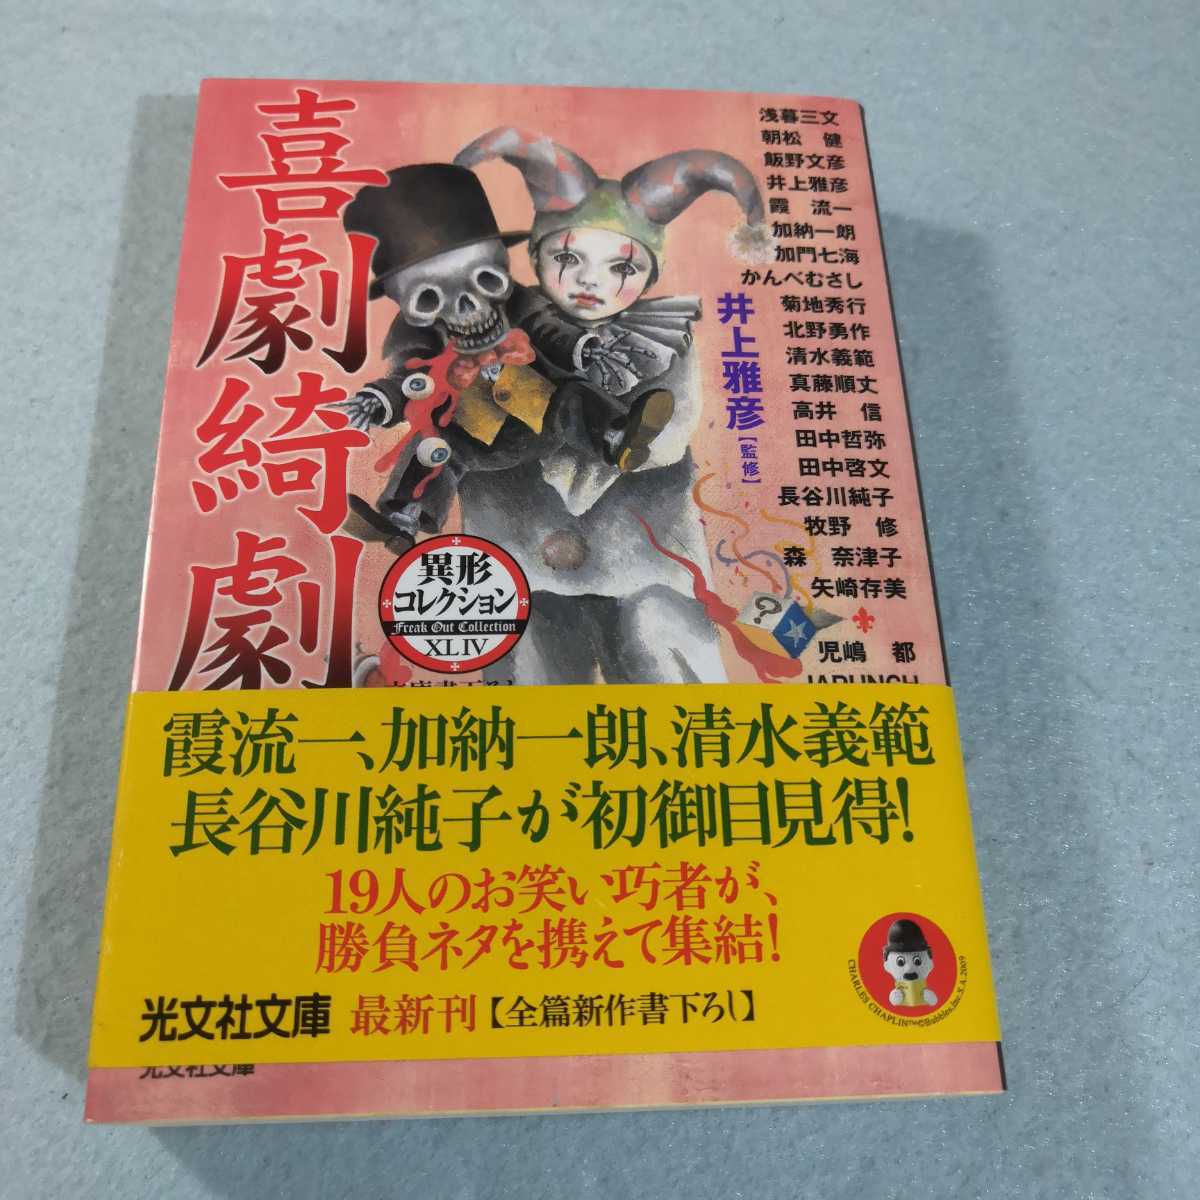 喜劇綺劇
浅暮三文
朝松 健
飯野文彦
井上雅彦
霞 流一
加納一朗
加門七海
かんべむさし
菊地秀行
北野勇作
清水義範
真藤順丈
高井 信
田中哲弥
田中啓文
長谷川純子
牧野 修
森 奈津子
矢崎存美
児嶋 都
井上雅彦
【監修】
異形
コレクション
Freak Out Collection
XLIV
?
霞流一、加納一朗、清水義範
長谷川純子が初御目見得!
19人のお笑い巧者が、
勝負ネタを携えて集結!
光文社文庫 最新刊【全篇新作書下ろし】
CHARLES CHAPLIN™©Bubbles,Inc.S.A.2009
光文社文庫